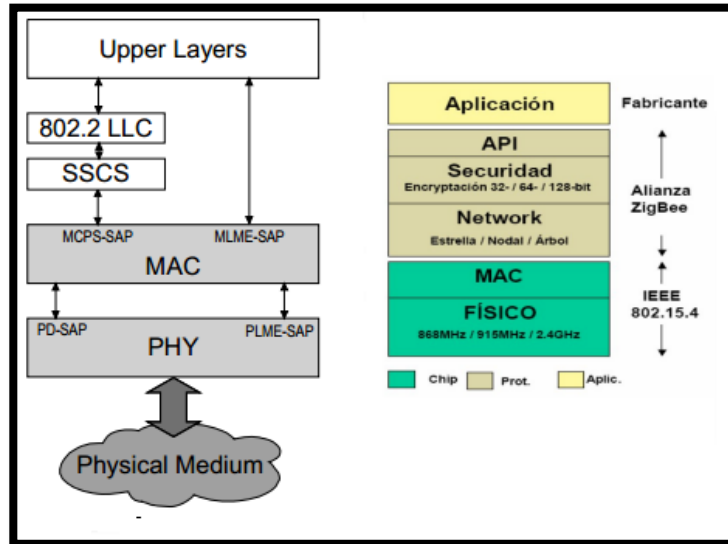 Upper Layers
802.2 LLC
SSCS
MCPS-SAP MLME-SAP
MAC
PD-SAP PLME-SAP
PHY
Physical Medium
-
Aplicación
Fabricante
API
Securidad
Encryptación 32- / 64- / 128-bit
Network
Estrella / Nodal / Árbol
Alianza
ZigBee
MAC
FÍSICO
868MHz / 915MHz / 2.4GHz
IEEE
802.15.4
Chip Prot. Aplic.